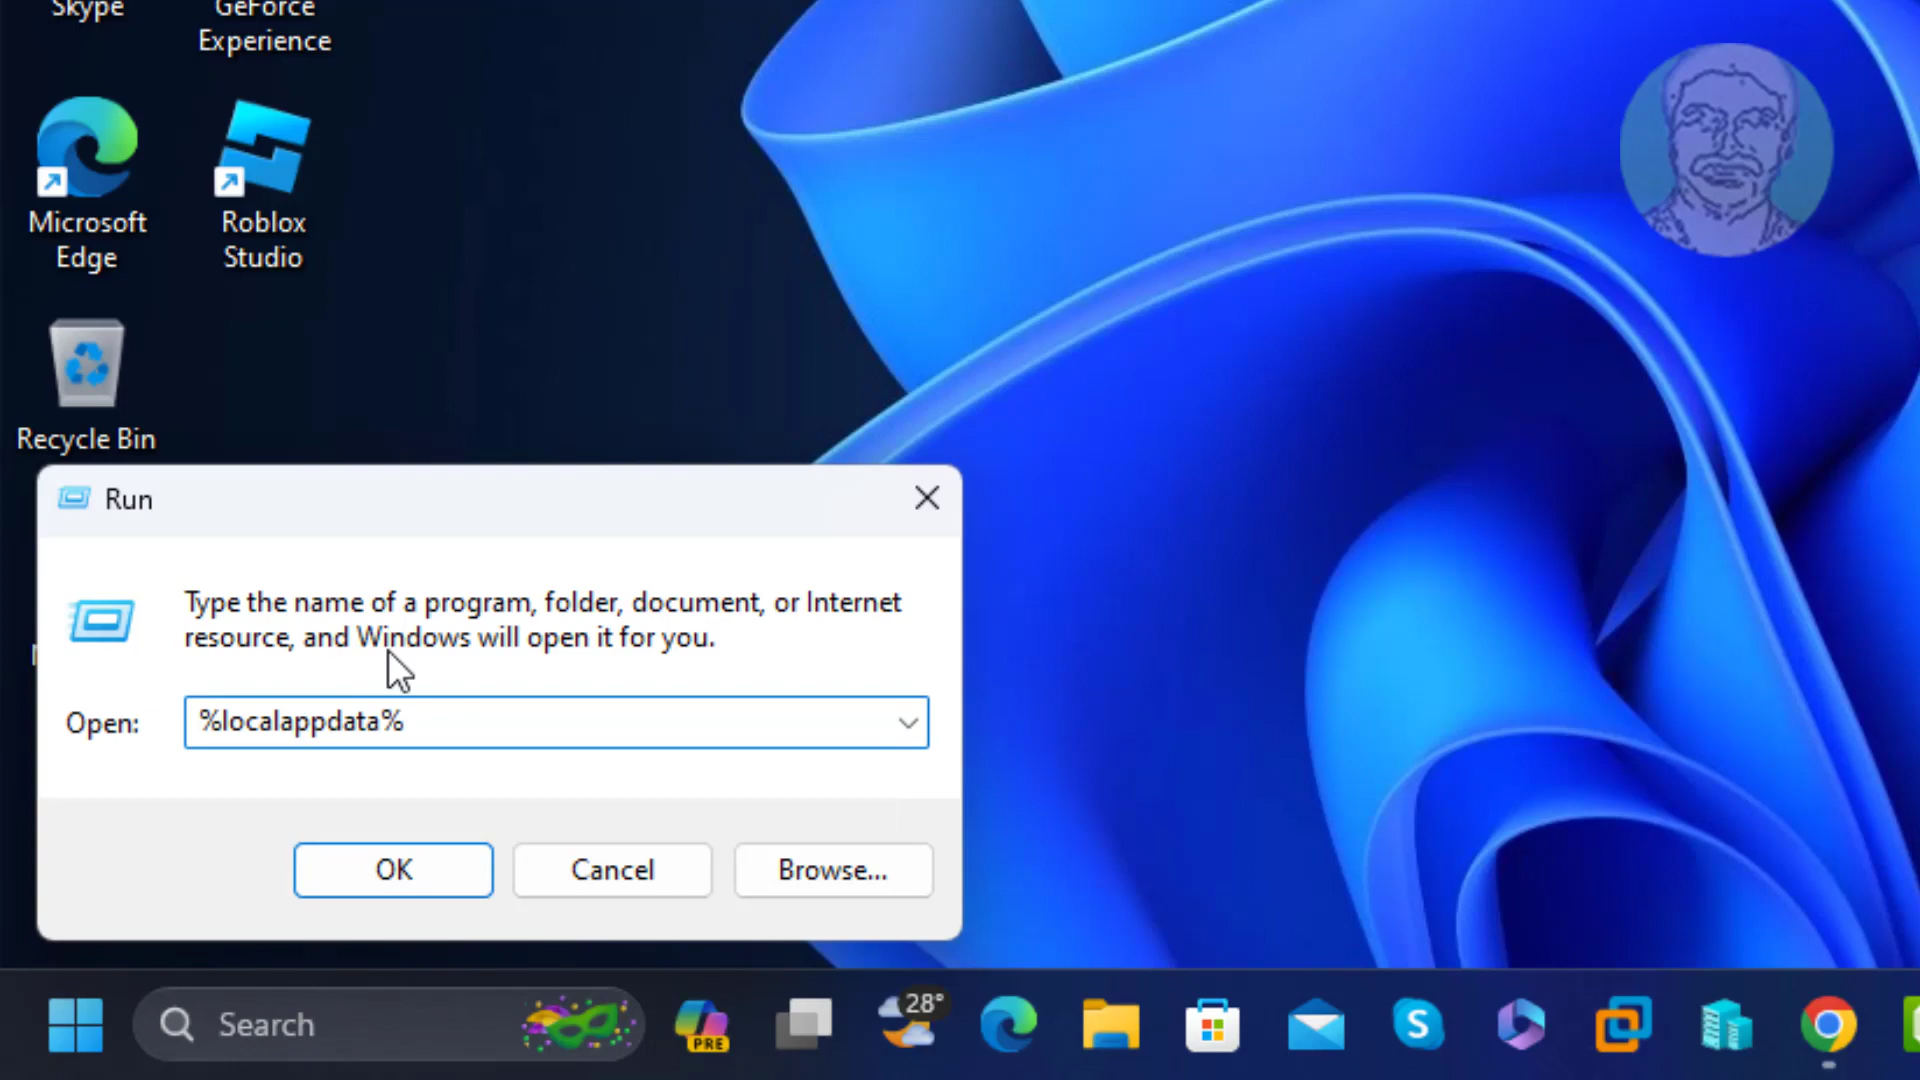 Skype
GeForce
Experience
Microsoft
Edge
Roblox
Studio
Recycle Bin
Run
Type the name of a program, folder, document, or Internet
resource, and Windows will open it for you.
Open:
%localappdata%
OK
Cancel
Browse...
Search
PRE
28°
S